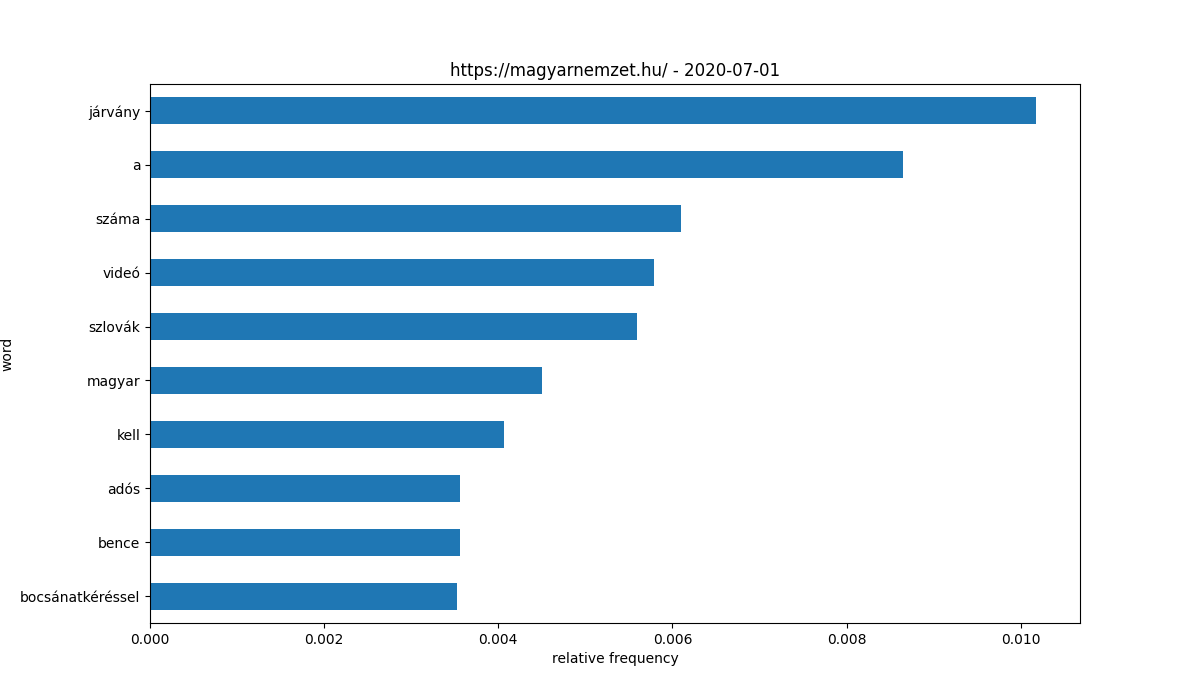 https://magyarnemzet.hu/ - 2020-07-01
járvány
a
száma
videó
szlovák
magyar
kell
adós
bence
bocsánatkéréssel
word
0.000 0.002 0.004 0.006 0.008 0.010
relative frequency